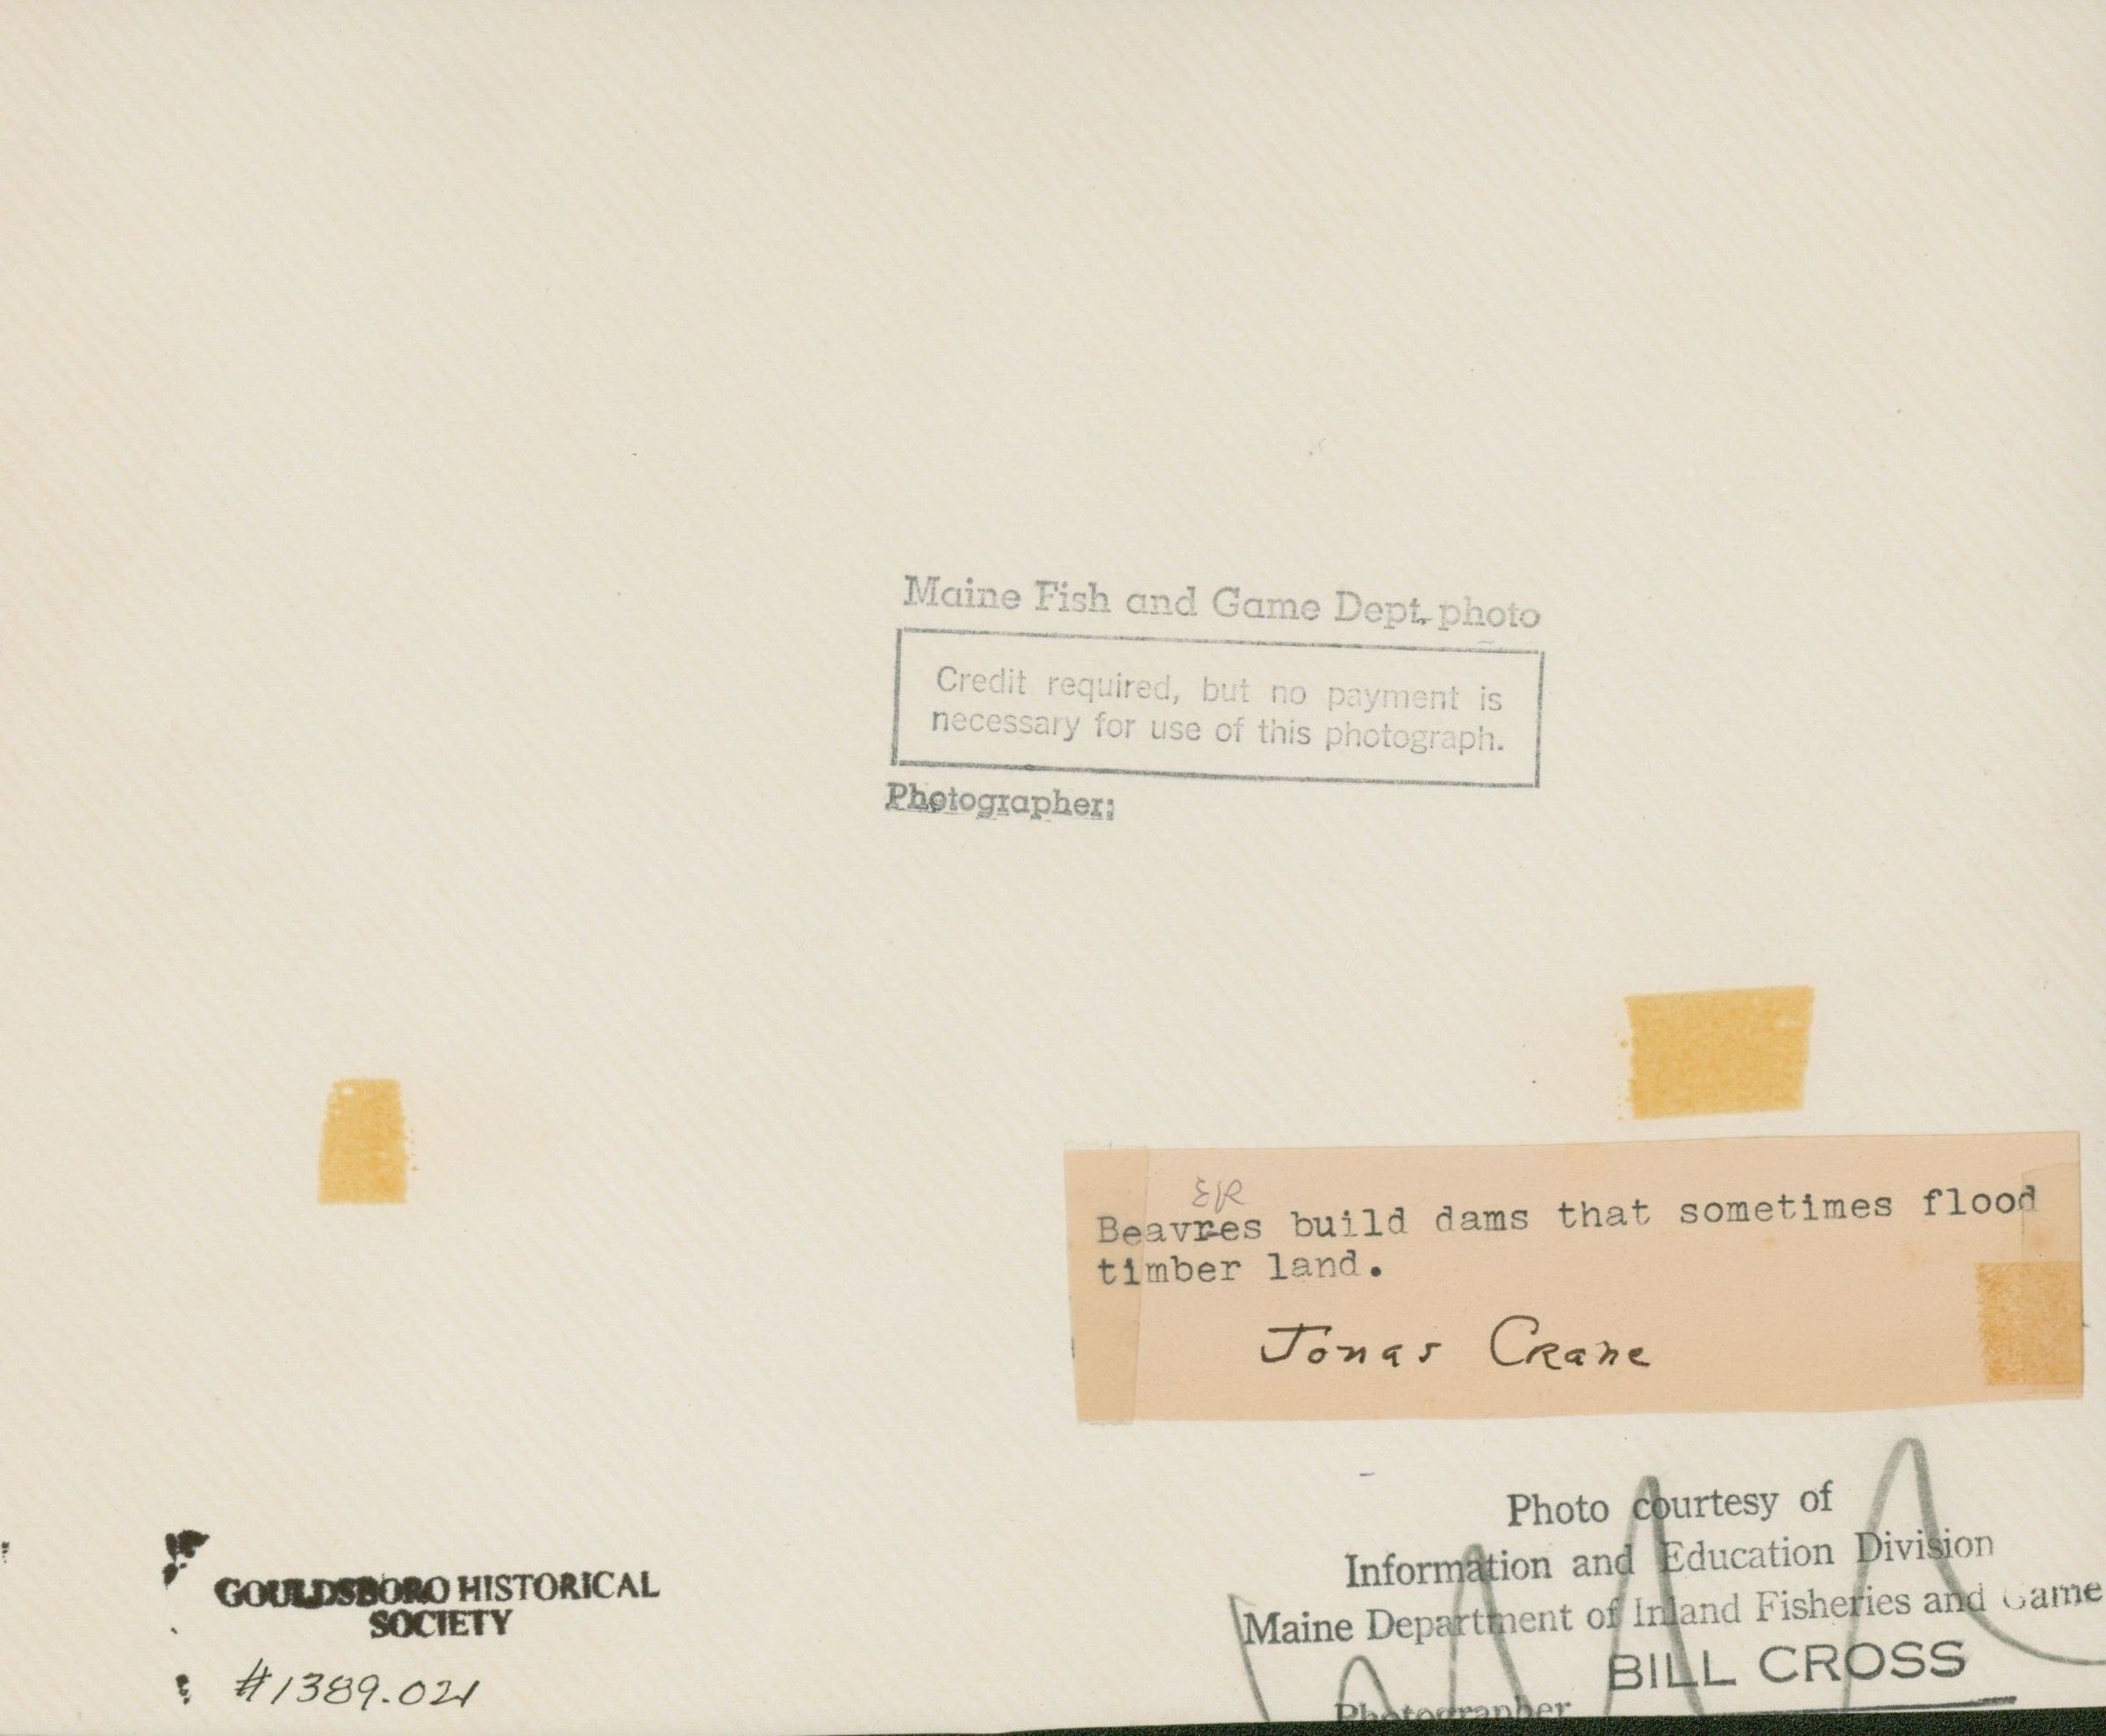 Maine Fish and Game Dept. photo
Credit required, but no payment is
necessary for use of this photograph.
Photographer:
ER
Beavres build dams that sometimes flood
timber land.
Jonas Crane
Photo courtesy of
Information and Education Division
Maine Department of Inland Fisheries and Game
BILL CROSS
Photographer
GOULDSBORO HISTORICAL
SOCIETY
#1389.021